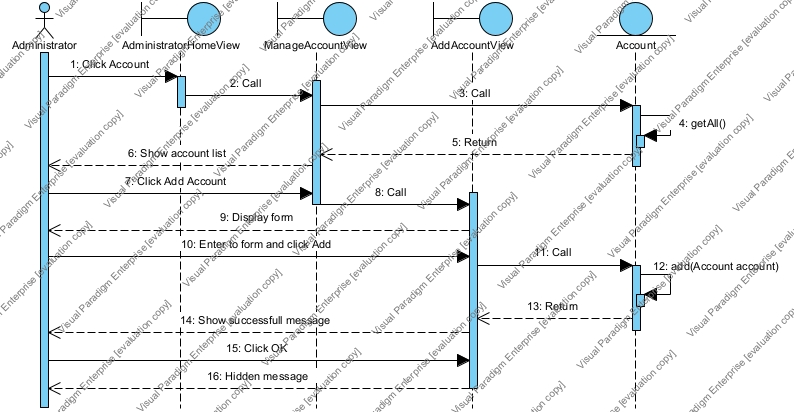 Administrator
AdministratorHomeView
ManageAccountView
AddAccountView
Account
1: Click Account
2: Call
3: Call
4: getAll()
5: Return
6: Show account list
7: Click Add Account
8: Call
9: Display form
10: Enter to form and click Add
11: Call
12: add(Account account)
13: Return
14: Show successfull message
15: Click OK
16: Hidden message
Visual Paradigm Enterprise [evaluation copy]